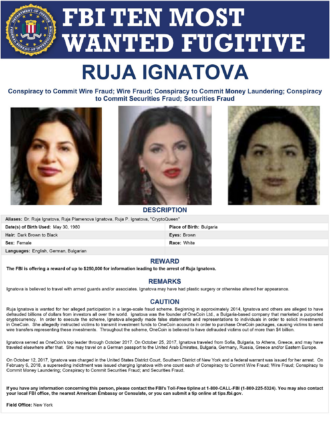 FBI TEN MOST
WANTED FUGITIVE
RUJA IGNATOVA
Conspiracy to Commit Wire Fraud; Wire Fraud; Conspiracy to Commit Money Laundering; Conspiracy
to Commit Securities Fraud; Securities Fraud
DESCRIPTION
Aliases: Dr. Ruja Ignatova, Ruja Plamenova Ignatova, Ruja P. Ignatova, "CryptoQueen"
Date(s) of Birth Used: May 30, 1980 Place of Birth: Bulgaria
Hair: Dark Brown to Black Eyes: Brown
Sex: Female Race: White
Languages: English, German, Bulgarian
REWARD
The FBI is offering a reward of up to $250,000 for information leading to the arrest of Ruja Ignatova.
REMARKS
Ignatova is believed to travel with armed guards and/or associates. Ignatova may have had plastic surgery or otherwise altered her appearance.
CAUTION
Ruja Ignatova is wanted for her alleged participation in a large-scale fraud scheme. Beginning in approximately 2014, Ignatova and others are alleged to have
defrauded billions of dollars from investors all over the world. Ignatova was the founder of OneCoin Ltd., a Bulgaria-based company that marketed a purported
cryptocurrency. In order to execute the scheme, Ignatova allegedly made false statements and representations to individuals in order to solicit investments
in OneCoin. She allegedly instructed victims to transmit investment funds to OneCoin accounts in order to purchase OneCoin packages, causing victims to send
wire transfers representing these investments. Throughout the scheme, OneCoin is believed to have defrauded victims out of more than $4 billion.
Ignatova served as OneCoin's top leader through October 2017. On October 25, 2017, Ignatova traveled from Sofia, Bulgaria, to Athens, Greece, and may have
traveled elsewhere after that. She may travel on a German passport to the United Arab Emirates, Bulgaria, Germany, Russia, Greece and/or Eastern Europe.
On October 12, 2017, Ignatova was charged in the United States District Court, Southern District of New York and a federal warrant was issued for her arrest. On
February 6, 2018, a superseding indictment was issued charging Ignatova with one count each of Conspiracy to Commit Wire Fraud; Wire Fraud; Conspiracy to
Commit Money Laundering; Conspiracy to Commit Securities Fraud; and Securities Fraud.
If you have any information concerning this person, please contact the FBI's Toll-Free tipline at 1-800-CALL-FBI (1-800-225-5324). You may also contact
your local FBI office, the nearest American Embassy or Consulate, or you can submit a tip online at tips.fbi.gov.
Field Office: New York